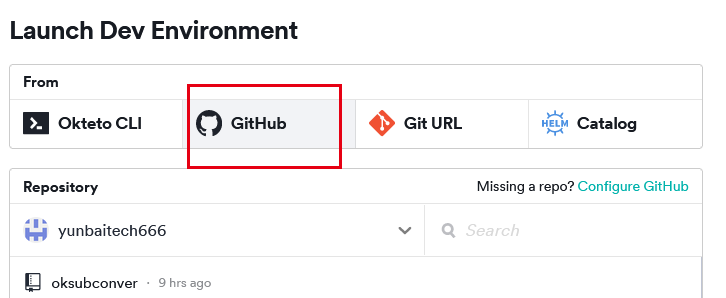 Launch Dev Environment
From
Okteto CLI
GitHub
Git URL
HELM
Catalog
Repository
Missing a repo? Configure GitHub
yunbaitech666
Search
oksubconver · 9 hrs ago